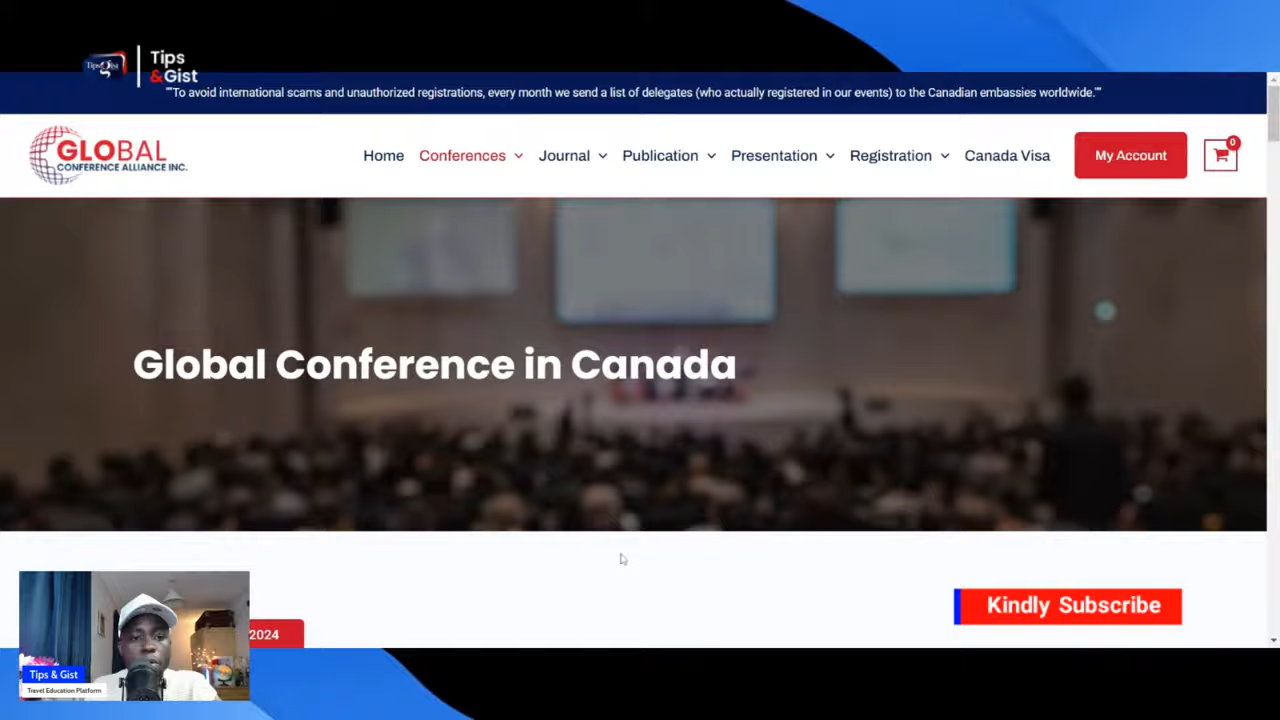 Tips
&Gist
Tips gist
""To avoid international scams and unauthorized registrations, every month we send a list of delegates (who actually registered in our events) to the Canadian embassies worldwide.""
GLOBAL
CONFERENCE ALLIANCE INC.
Home
Conferences
Journal
Publication
Presentation
Registration
Canada Visa
My Account
0
Global Conference in Canada
2024
Kindly Subscribe
Tips & Gist
Travel Education Platform